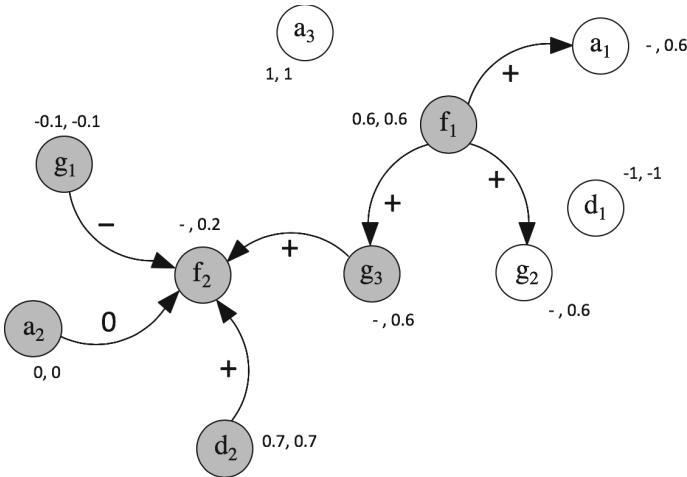 a₃
1, 1
a₁
- , 0.6
+
f₁
0.6, 0.6
-0.1, -0.1
g₁
+
+
-1, -1
d₁
−
- , 0.2
+
f₂
g₃
g₂
- , 0.6
- , 0.6
a₂
0
0, 0
+
d₂
0.7, 0.7